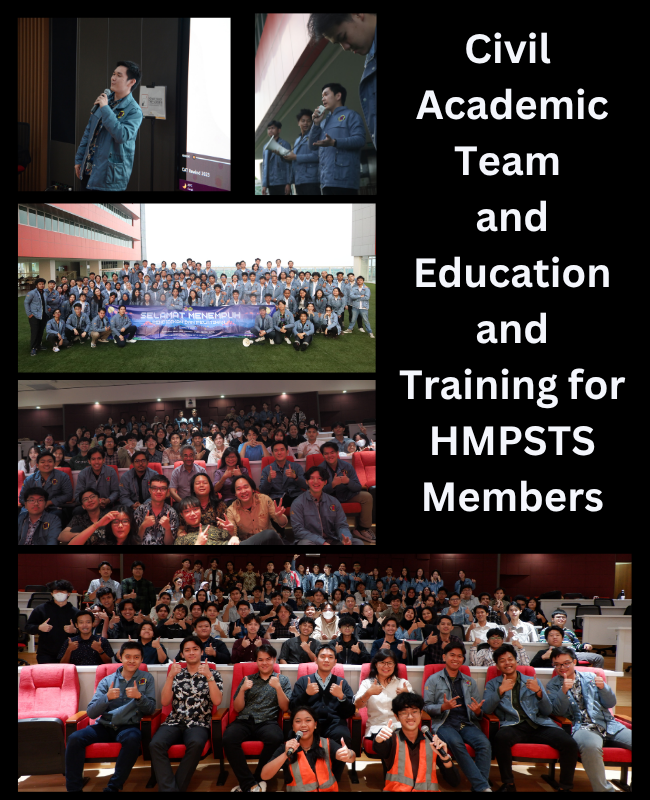 Civil
Academic
Team
and
Education
and
Training for
HMPSTS
Members
SELAMAT MENEMPUH